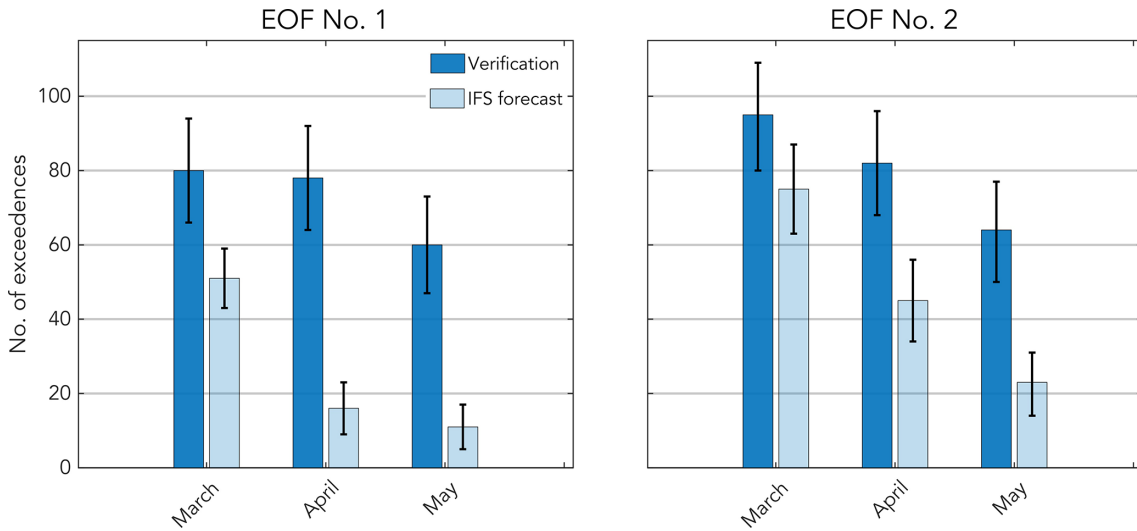 EOF No. 1
EOF No. 2
Verification
IFS forecast
No. of exceedences
100
80
60
40
20
0
March
April
May
March
April
May